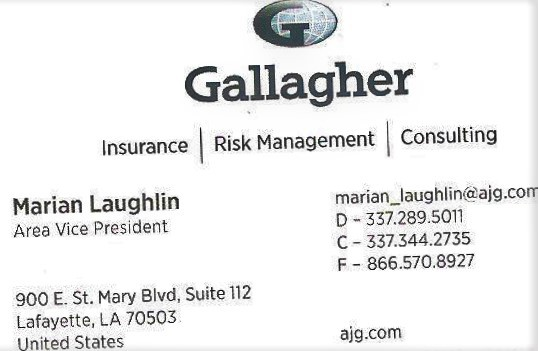 G
Gallagher
Insurance | Risk Management | Consulting
Marian Laughlin
Area Vice President
marian_laughlin@ajg.com
D – 337.289.5011
C – 337.344.2735
F – 866.570.8927
900 E. St. Mary Blvd, Suite 112
Lafayette, LA 70503
United States
ajg.com